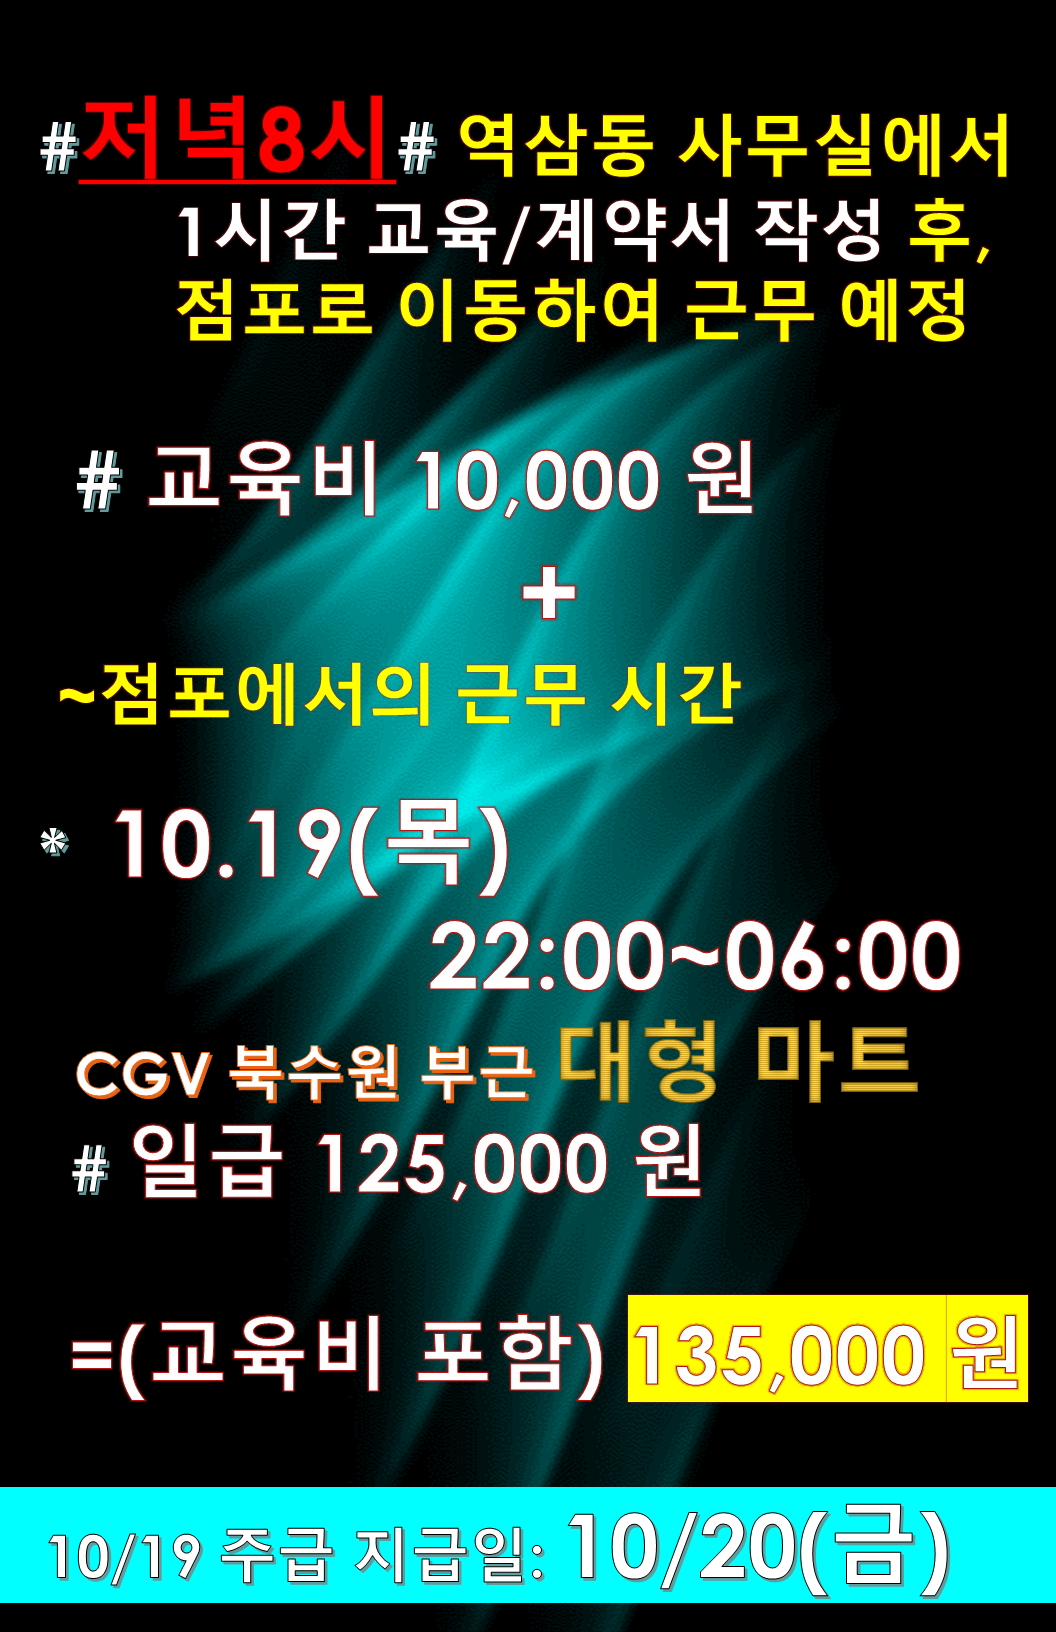 #저녁8시# 역삼동 사무실에서
1시간 교육/계약서 작성 후,
점포로 이동하여 근무 예정
# 교육비 10,000 원
+
~점포에서의 근무 시간
* 10.19(목)
22:00~06:00
CGV 북수원 부근 대형 마트
# 일급 125,000 원
=(교육비 포함) 135,000 원
10/19 주급 지급일: 10/20(금)